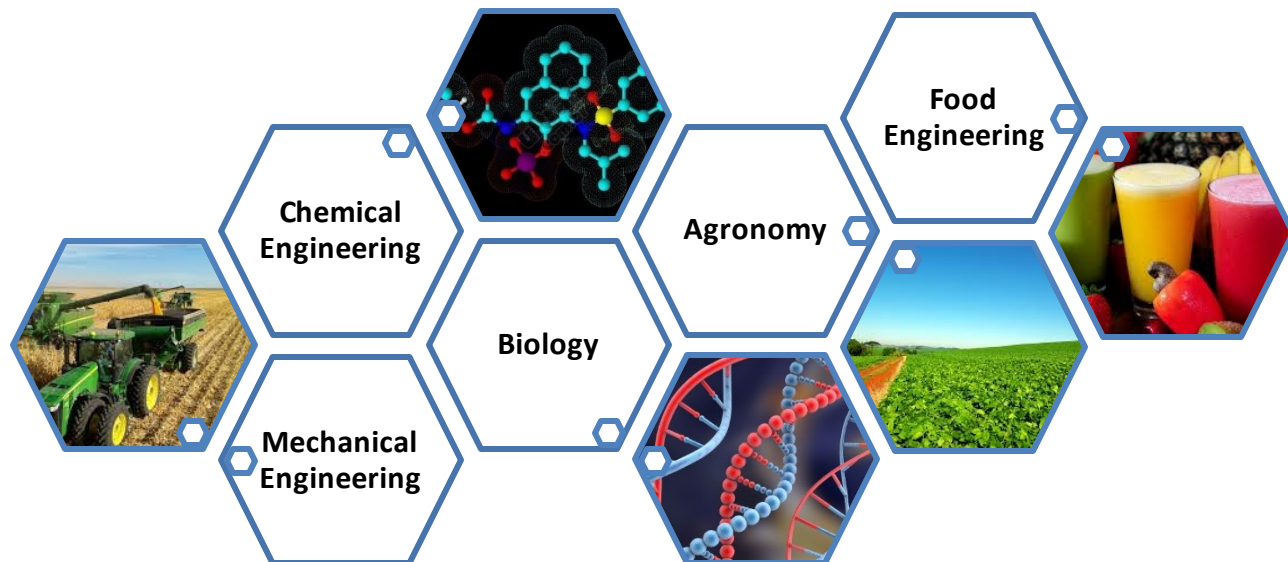 Food
Engineering
Chemical
Engineering
Agronomy
Biology
Mechanical
Engineering